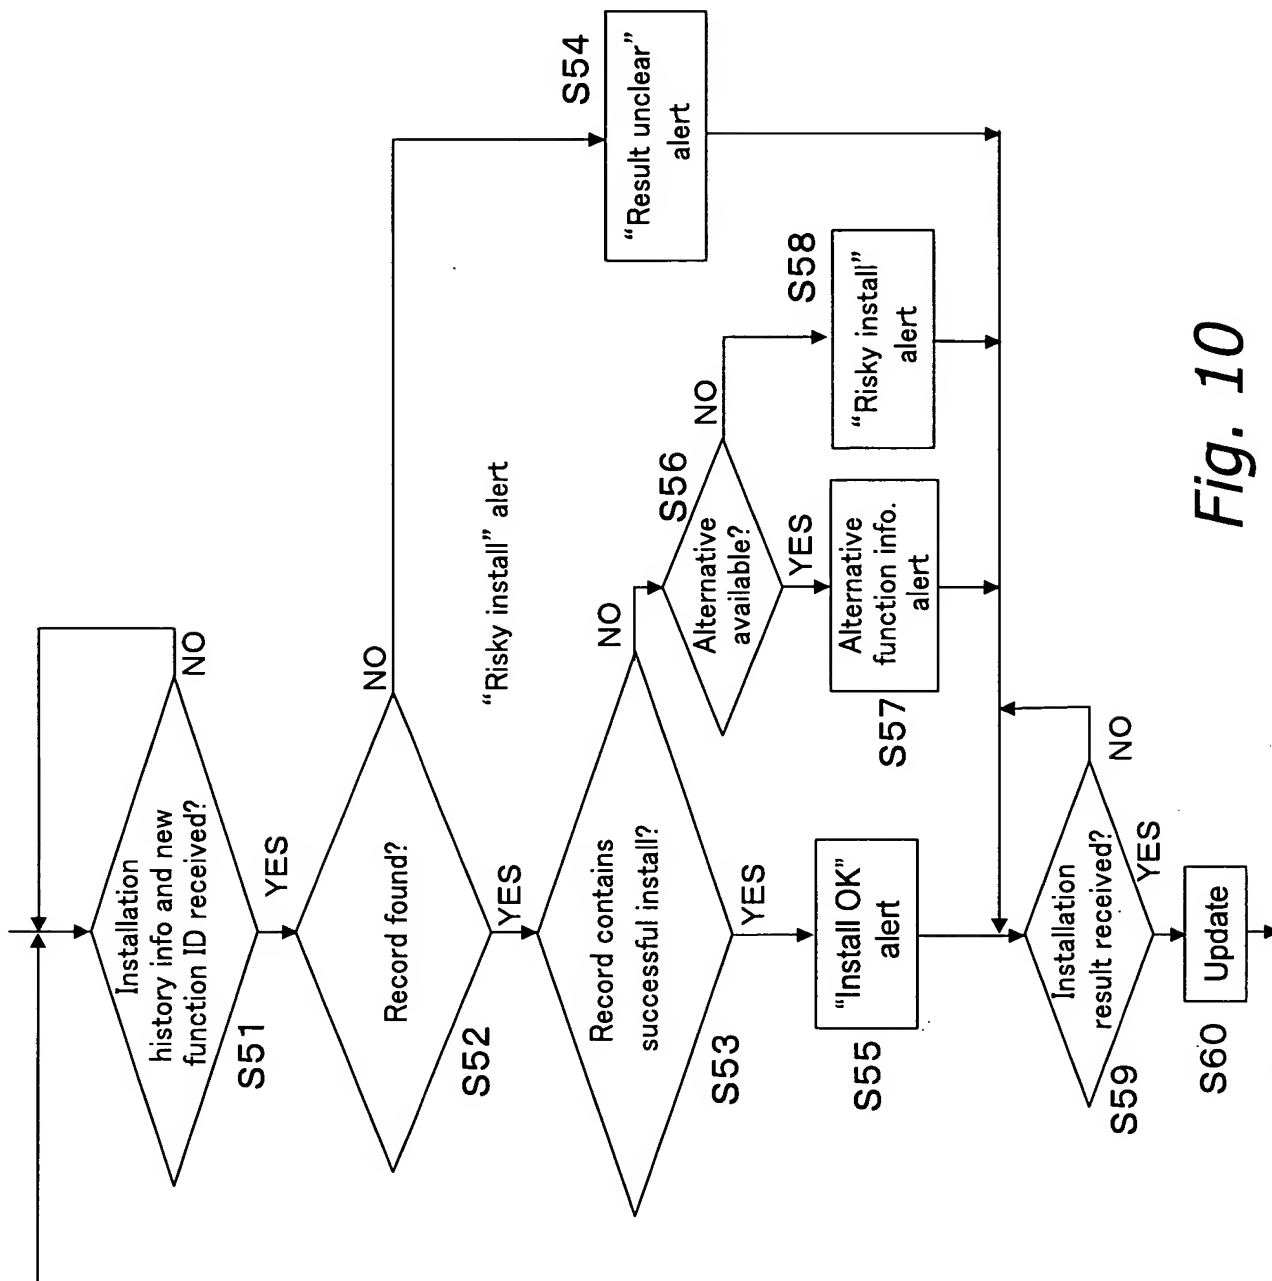 Installation
history info and new
function ID received?
NO
S51
YES
Record found?
NO
S52
YES
"Risky install" alert
S54
“Result unclear”
alert
Record contains
successful install?
NO
S53
YES
S56
Alternative
available?
NO
YES
S55
“Install OK”
alert
S57
Alternative
function info.
alert
S58
“Risky install”
alert
Installation
result received?
NO
S59
YES
S60
Update
Fig. 10